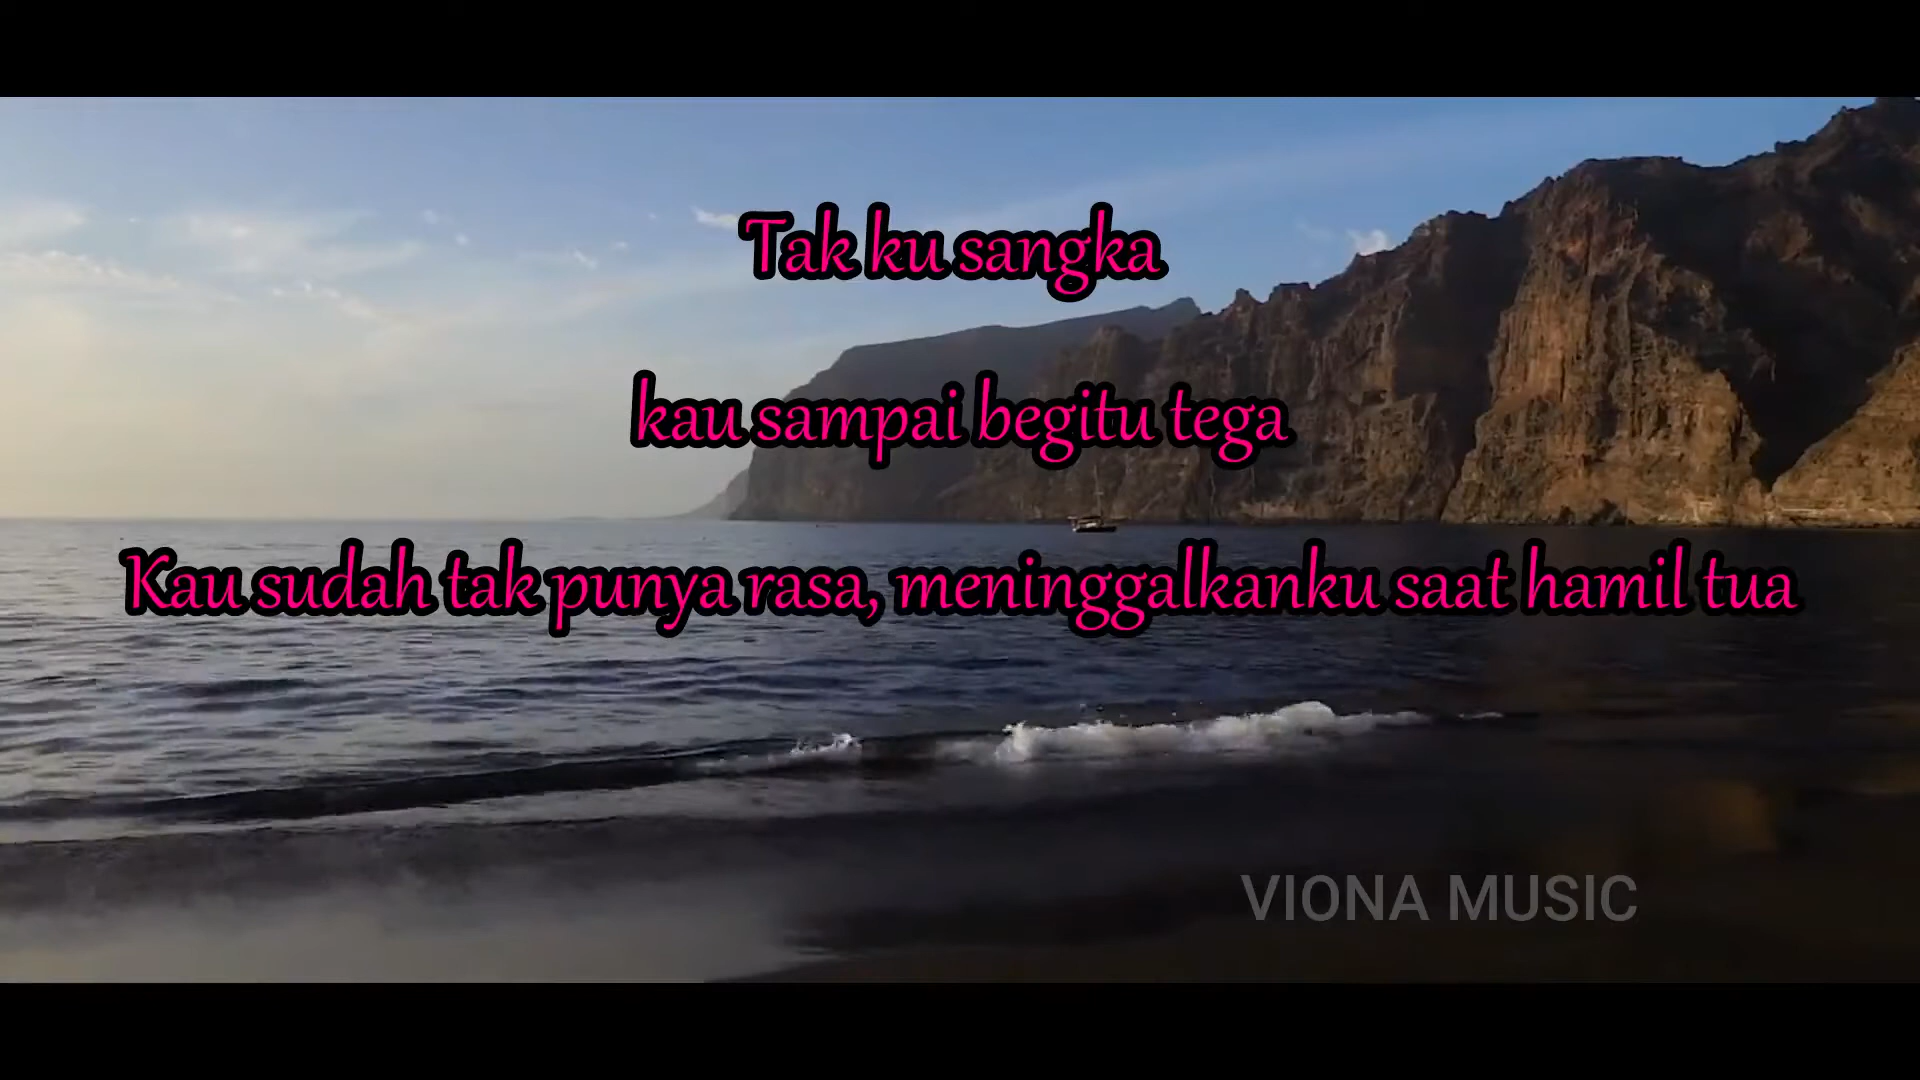 Tak ku sangka
kau sampai begitu tega
Kau sudah tak punya rasa, meninggalkanku saat hamil tua
VIONA MUSIC